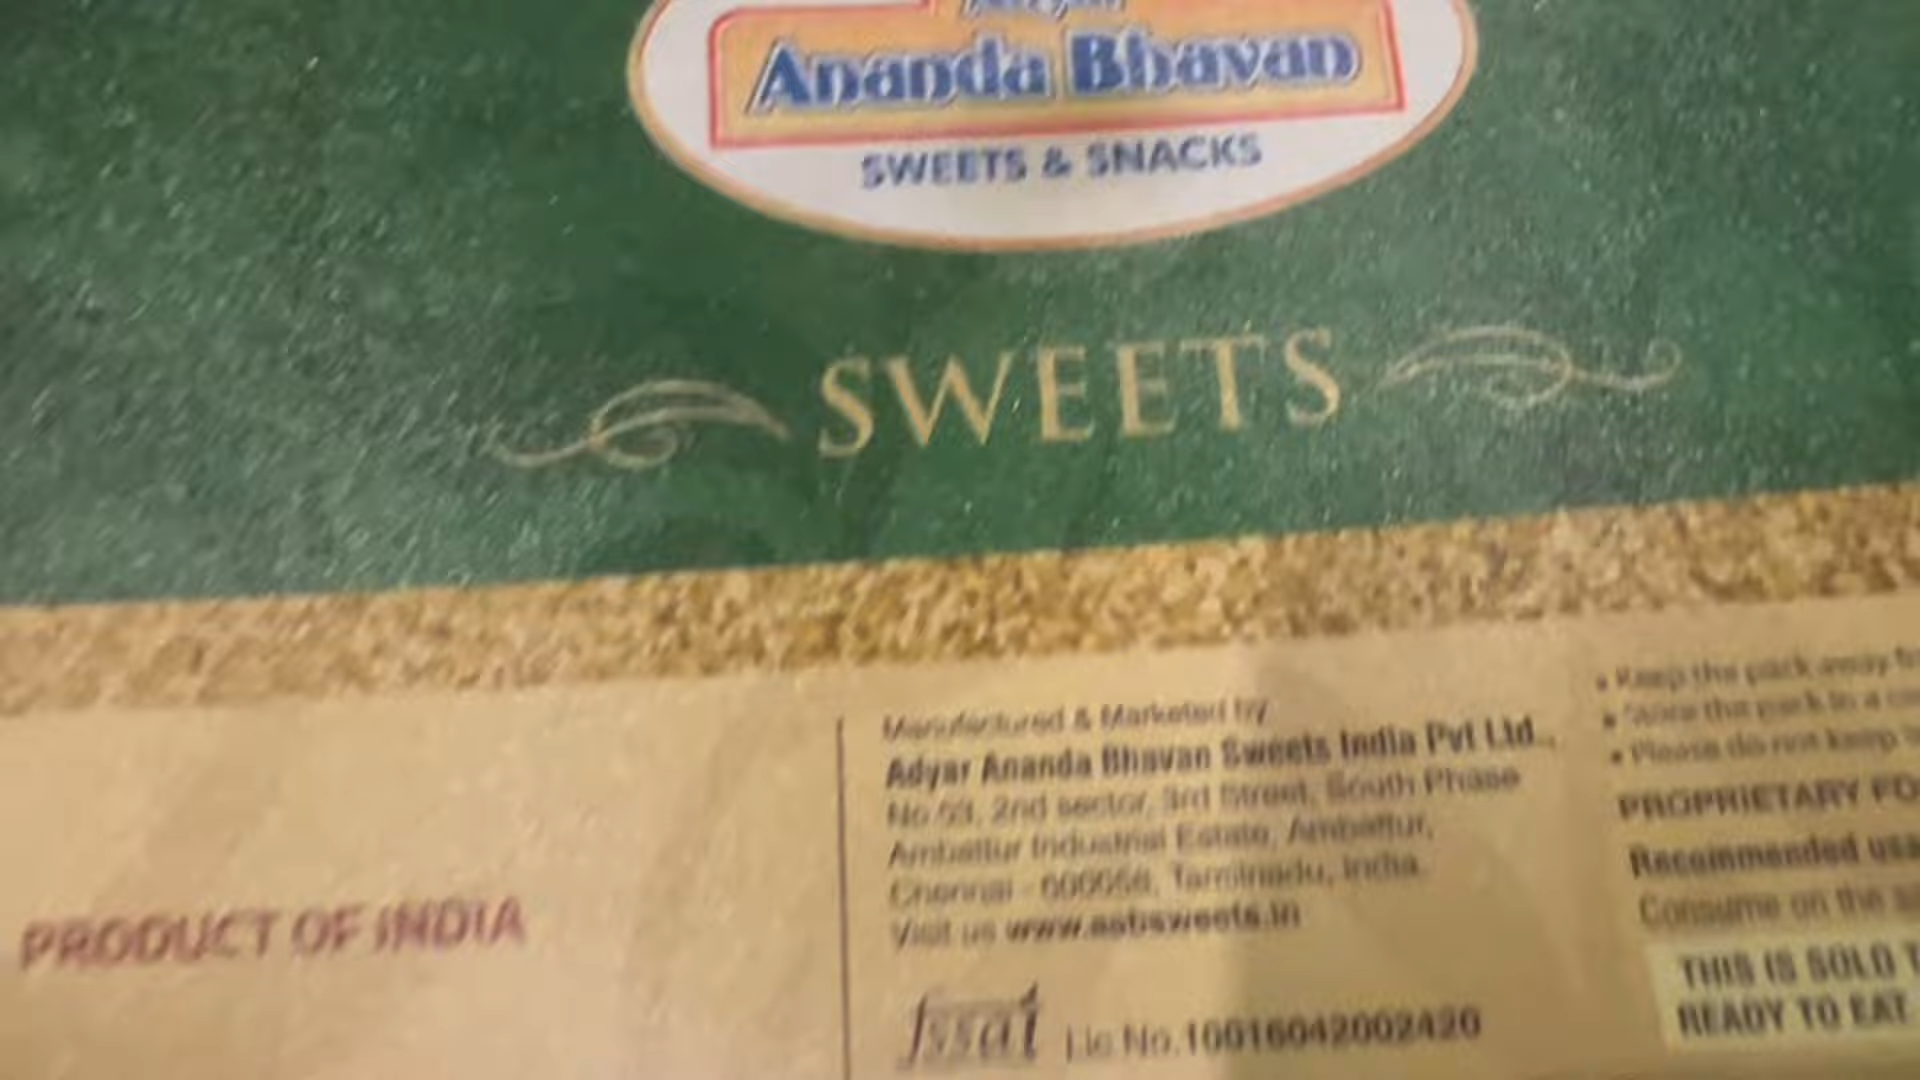 Adyar
Ananda Bhavan
SWEETS & SNACKS
SWEETS
PRODUCT OF INDIA
Manufactured & Marketed by
Adyar Ananda Bhavan Sweets India Pvt Ltd.,
No.53, 2nd sector, 3rd Street, South Phase
Ambattur Industrial Estate, Ambattur,
Chennai - 600058, Tamilnadu, India.
Visit us www.aabsweets.in
fssai Lic No.10016042002420
• Keep the pack away
• Store the pack in a
• Please do not keep
PROPRIETARY
Recommended
Consume on the
THIS IS SOLD
READY TO EAT